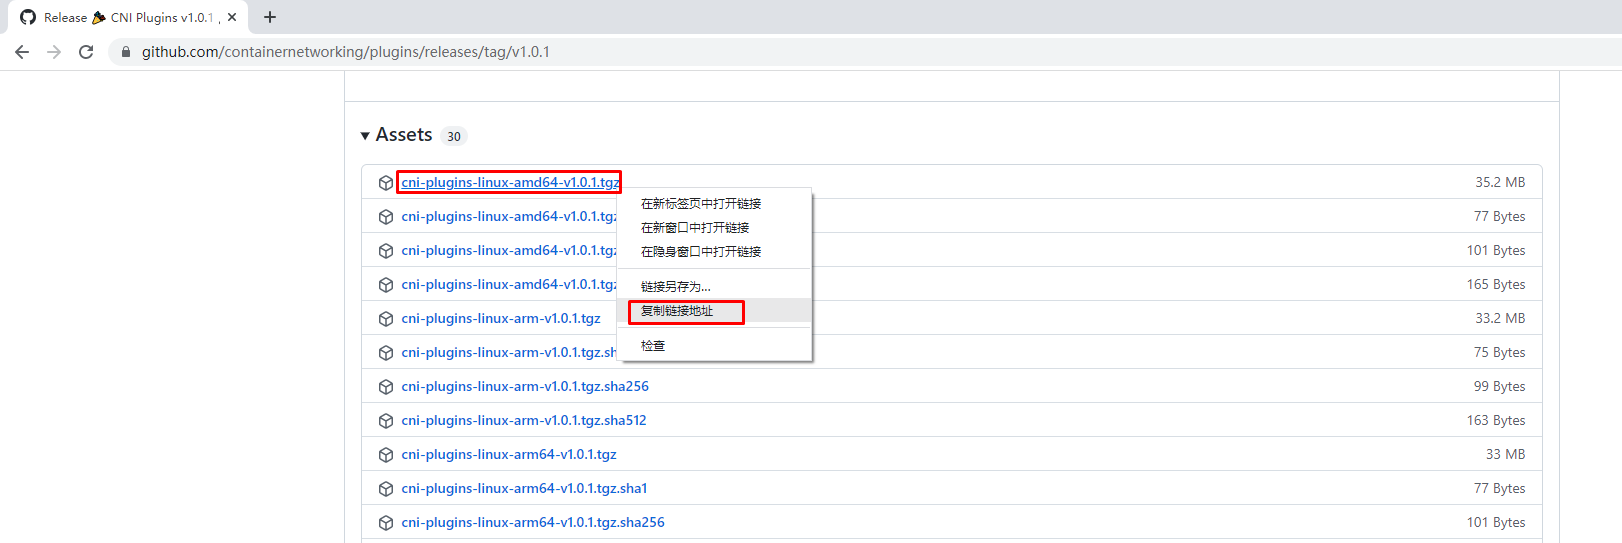 Release CNI Plugins v1.0.1
github.com/containernetworking/plugins/releases/tag/v1.0.1
Assets 30
cni-plugins-linux-amd64-v1.0.1.tgz 35.2 MB
cni-plugins-linux-amd64-v1.0.1.tgz 77 Bytes
cni-plugins-linux-amd64-v1.0.1.tgz 101 Bytes
cni-plugins-linux-amd64-v1.0.1.tgz 165 Bytes
cni-plugins-linux-arm-v1.0.1.tgz 33.2 MB
cni-plugins-linux-arm-v1.0.1.tgz.sh 75 Bytes
cni-plugins-linux-arm-v1.0.1.tgz.sha256 99 Bytes
cni-plugins-linux-arm-v1.0.1.tgz.sha512 163 Bytes
cni-plugins-linux-arm64-v1.0.1.tgz 33 MB
cni-plugins-linux-arm64-v1.0.1.tgz.sha1 77 Bytes
cni-plugins-linux-arm64-v1.0.1.tgz.sha256 101 Bytes
在新标签页中打开链接
在新窗口中打开链接
在隐身窗口中打开链接
链接另存为...
复制链接地址
检查